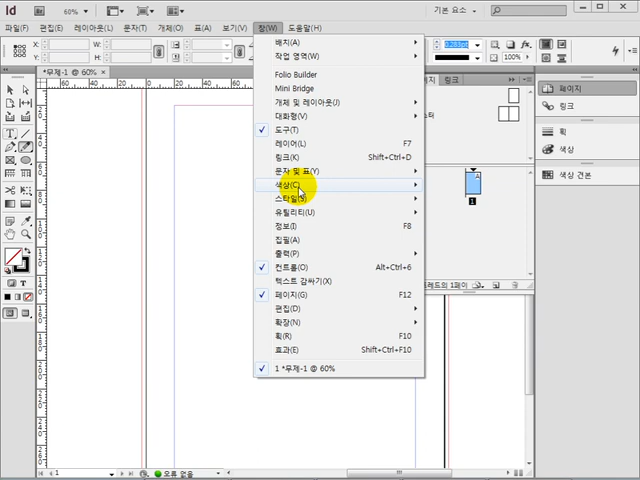 Id Br 60% 기본 요소
파일(F) 편집(E) 레이아웃(L) 문자(T) 개체(O) 표(A) 보기(V) 창(W) 도움말(H)
X: W:
Y: H:
0.283pt
100%
*무제-1 @ 60% ×
배치(A)
작업 영역(W)
Folio Builder
Mini Bridge
개체 및 레이아웃(J)
대화형(V)
도구(T)
레이어(L) F7
링크(K) Shift+Ctrl+D
문자 및 표(Y)
색상(C)
스타일(S)
유틸리티(U)
정보(I) F8
집필(A)
출력(P)
컨트롤(O) Alt+Ctrl+6
텍스트 감싸기(X)
페이지(G) F12
편집(D)
확장(N)
획(R) F10
효과(E) Shift+Ctrl+F10
1 *무제-1 @ 60%
링크
A
1
페이지
링크
획
색상
색상 견본
1 오류 없음